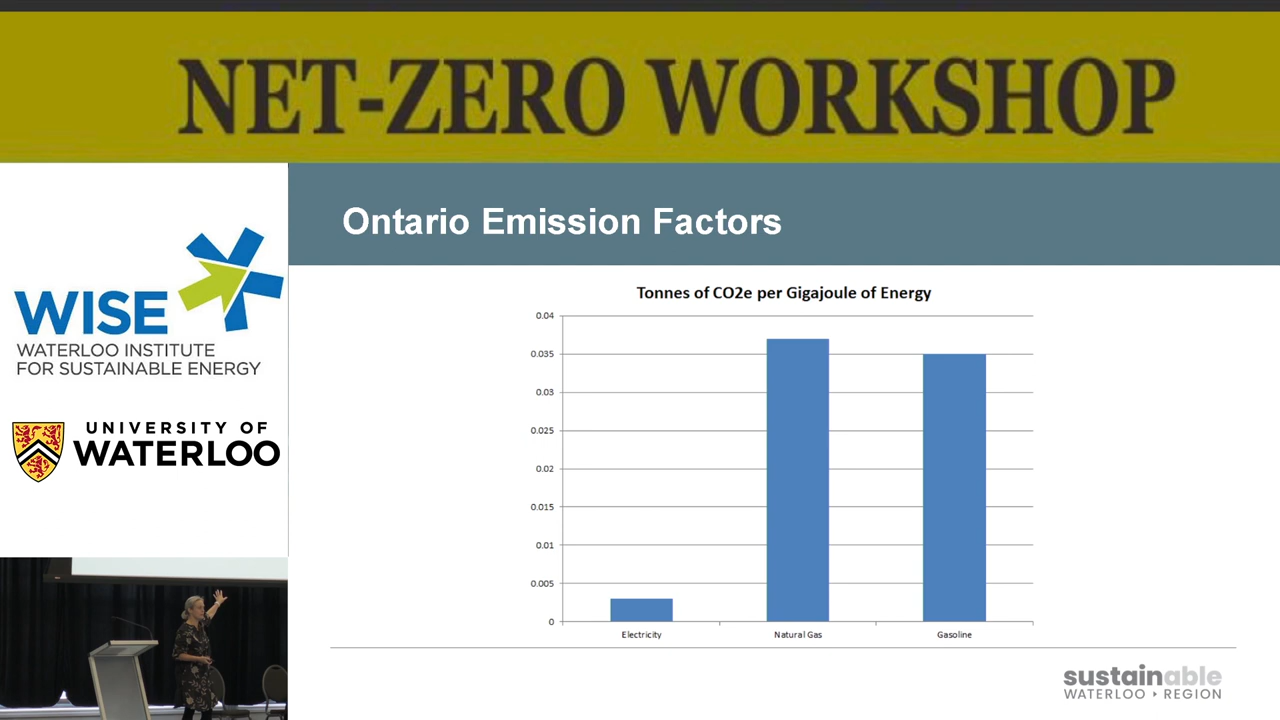 NET-ZERO WORKSHOP
Ontario Emission Factors
WISE
WATERLOO INSTITUTE
FOR SUSTAINABLE ENERGY
UNIVERSITY OF
WATERLOO
Tonnes of CO2e per Gigajoule of Energy
0.04
0.035
0.03
0.025
0.02
0.015
0.01
0.005
0
Electricity
Natural Gas
Gasoline
sustainable
WATERLOO REGION